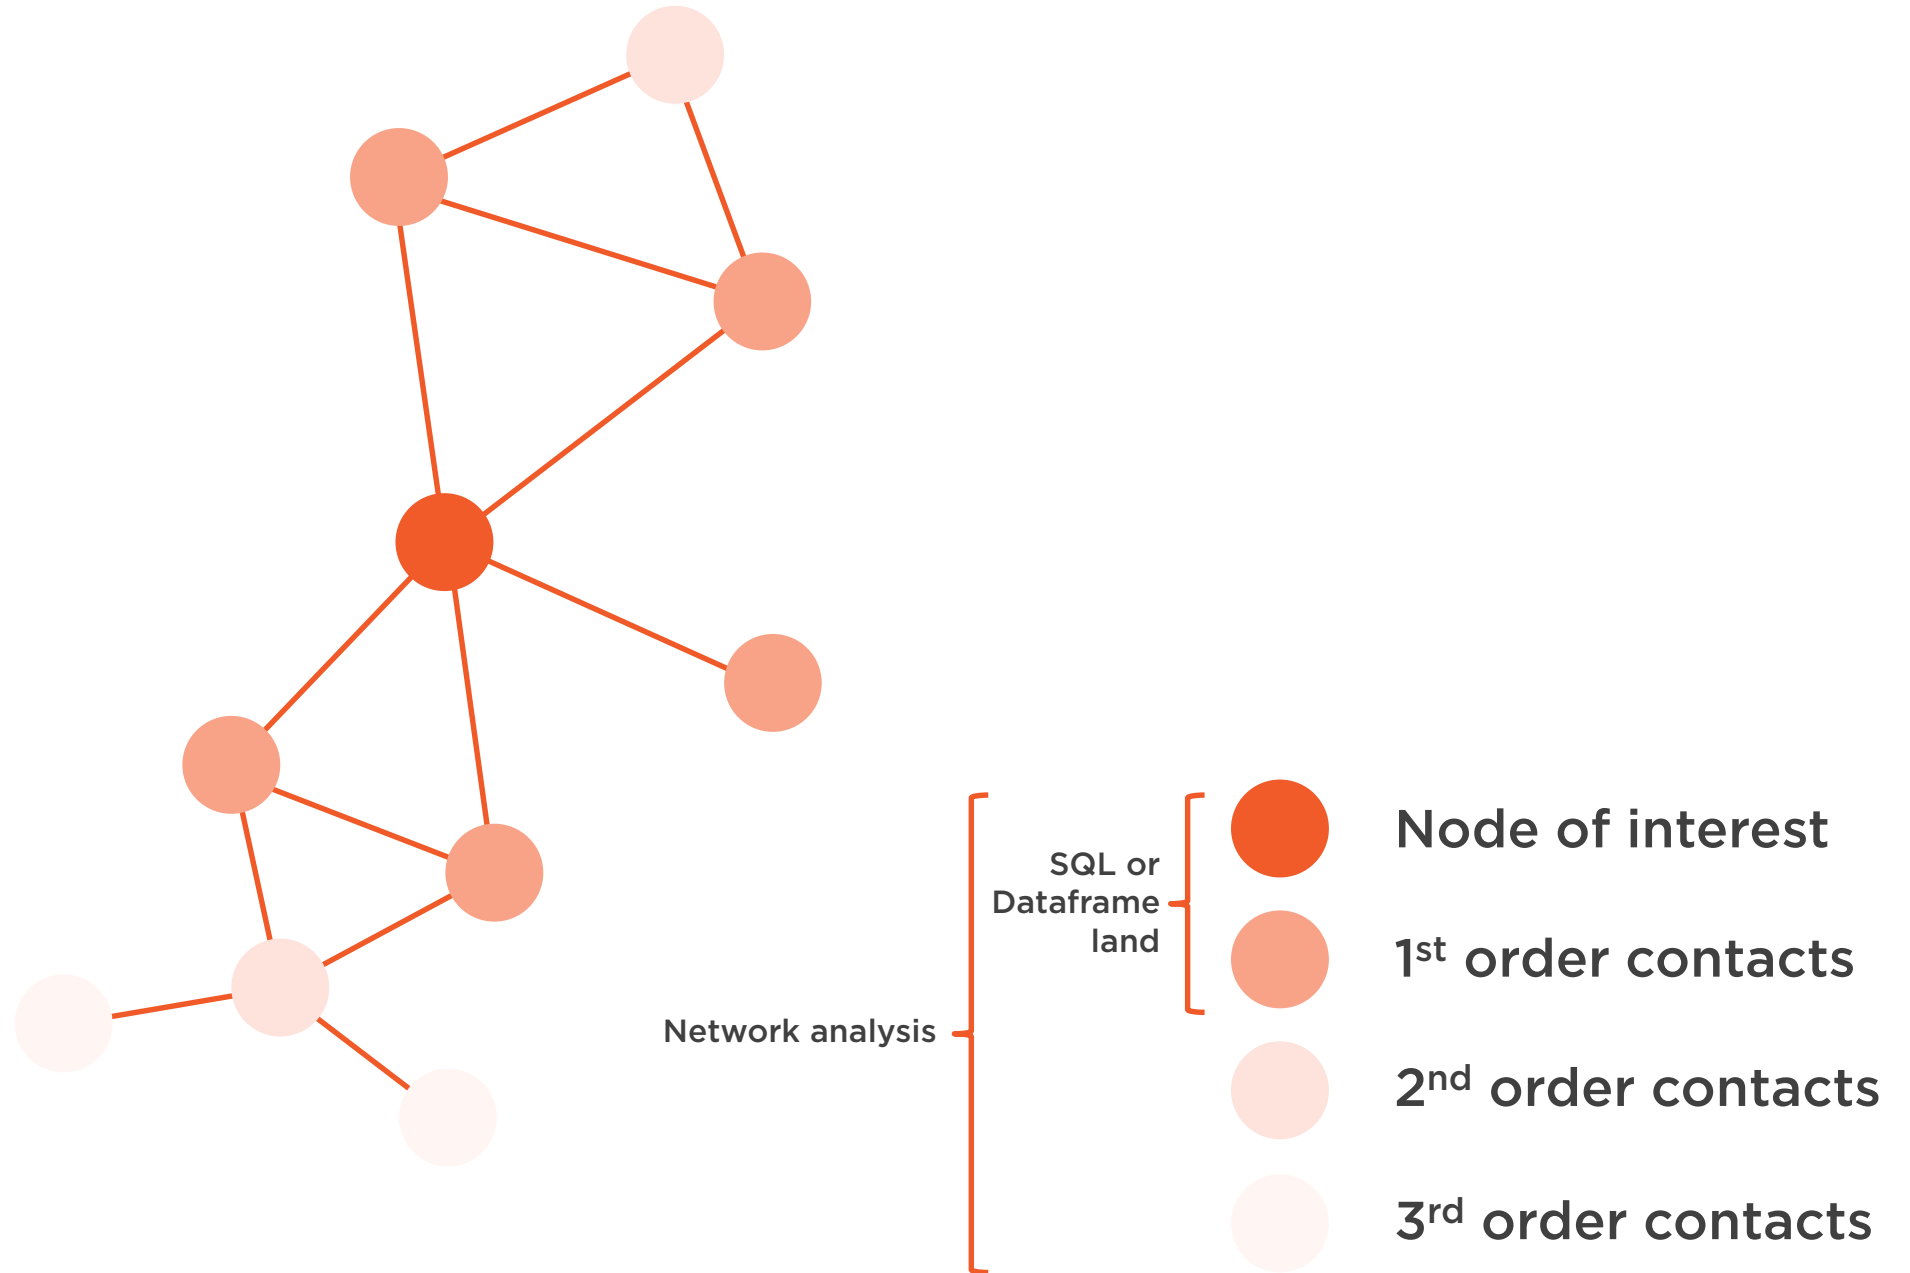 Node of interest
SQL or
Dataframe
land
1st order contacts
Network analysis
2nd order contacts
3rd order contacts